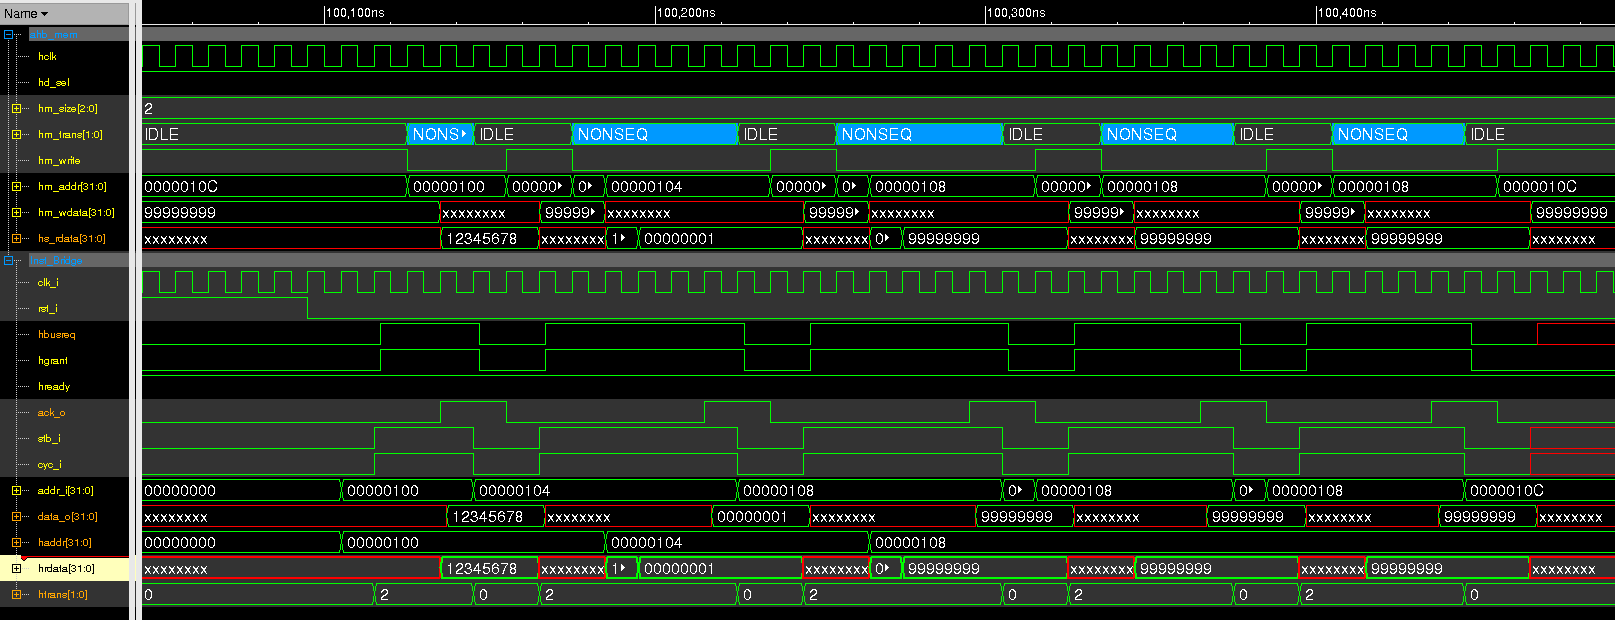 Name 100,100ns 100,200ns 100,300ns 100,400ns
ahb_mem
hclk
hd_sel
hm_size[2:0] 2
hm_trans[1:0] IDLE NONS IDLE NONSEQ IDLE NONSEQ IDLE NONSEQ IDLE NONSEQ IDLE
hm_write
hm_addr[31:0] 0000010C 00000100 00000 0 00000104 00000 0 00000108 00000 00000108 00000 00000108 0000010C
hm_wdata[31:0] 99999999 xxxxxxxx 99999 xxxxxxxx 99999 xxxxxxxx 99999 xxxxxxxx 99999 xxxxxxxx 99999999
hs_rdata[31:0] xxxxxxxx 12345678 xxxxxxxx 1 00000001 xxxxxxxx 0 99999999 xxxxxxxx 99999999 xxxxxxxx 99999999 xxxxxxxx
inst_Bridge
clk_i
rst_i
hbusreq
hgrant
hready
ack_o
stb_i
cyc_i
addr_i[31:0] 00000000 00000100 00000104 00000108 0 00000108 0 00000108 0000010C
data_o[31:0] xxxxxxxx 12345678 xxxxxxxx 00000001 xxxxxxxx 99999999 xxxxxxxx 99999999 xxxxxxxx 99999999 xxxxxxxx
haddr[31:0] 00000000 00000100 00000104 00000108
hrdata[31:0] xxxxxxxx 12345678 xxxxxxxx 1 00000001 xxxxxxxx 0 99999999 xxxxxxxx 99999999 xxxxxxxx 99999999 xxxxxxxx
htrans[1:0] 0 2 0 2 0 2 0 2 0 2 0